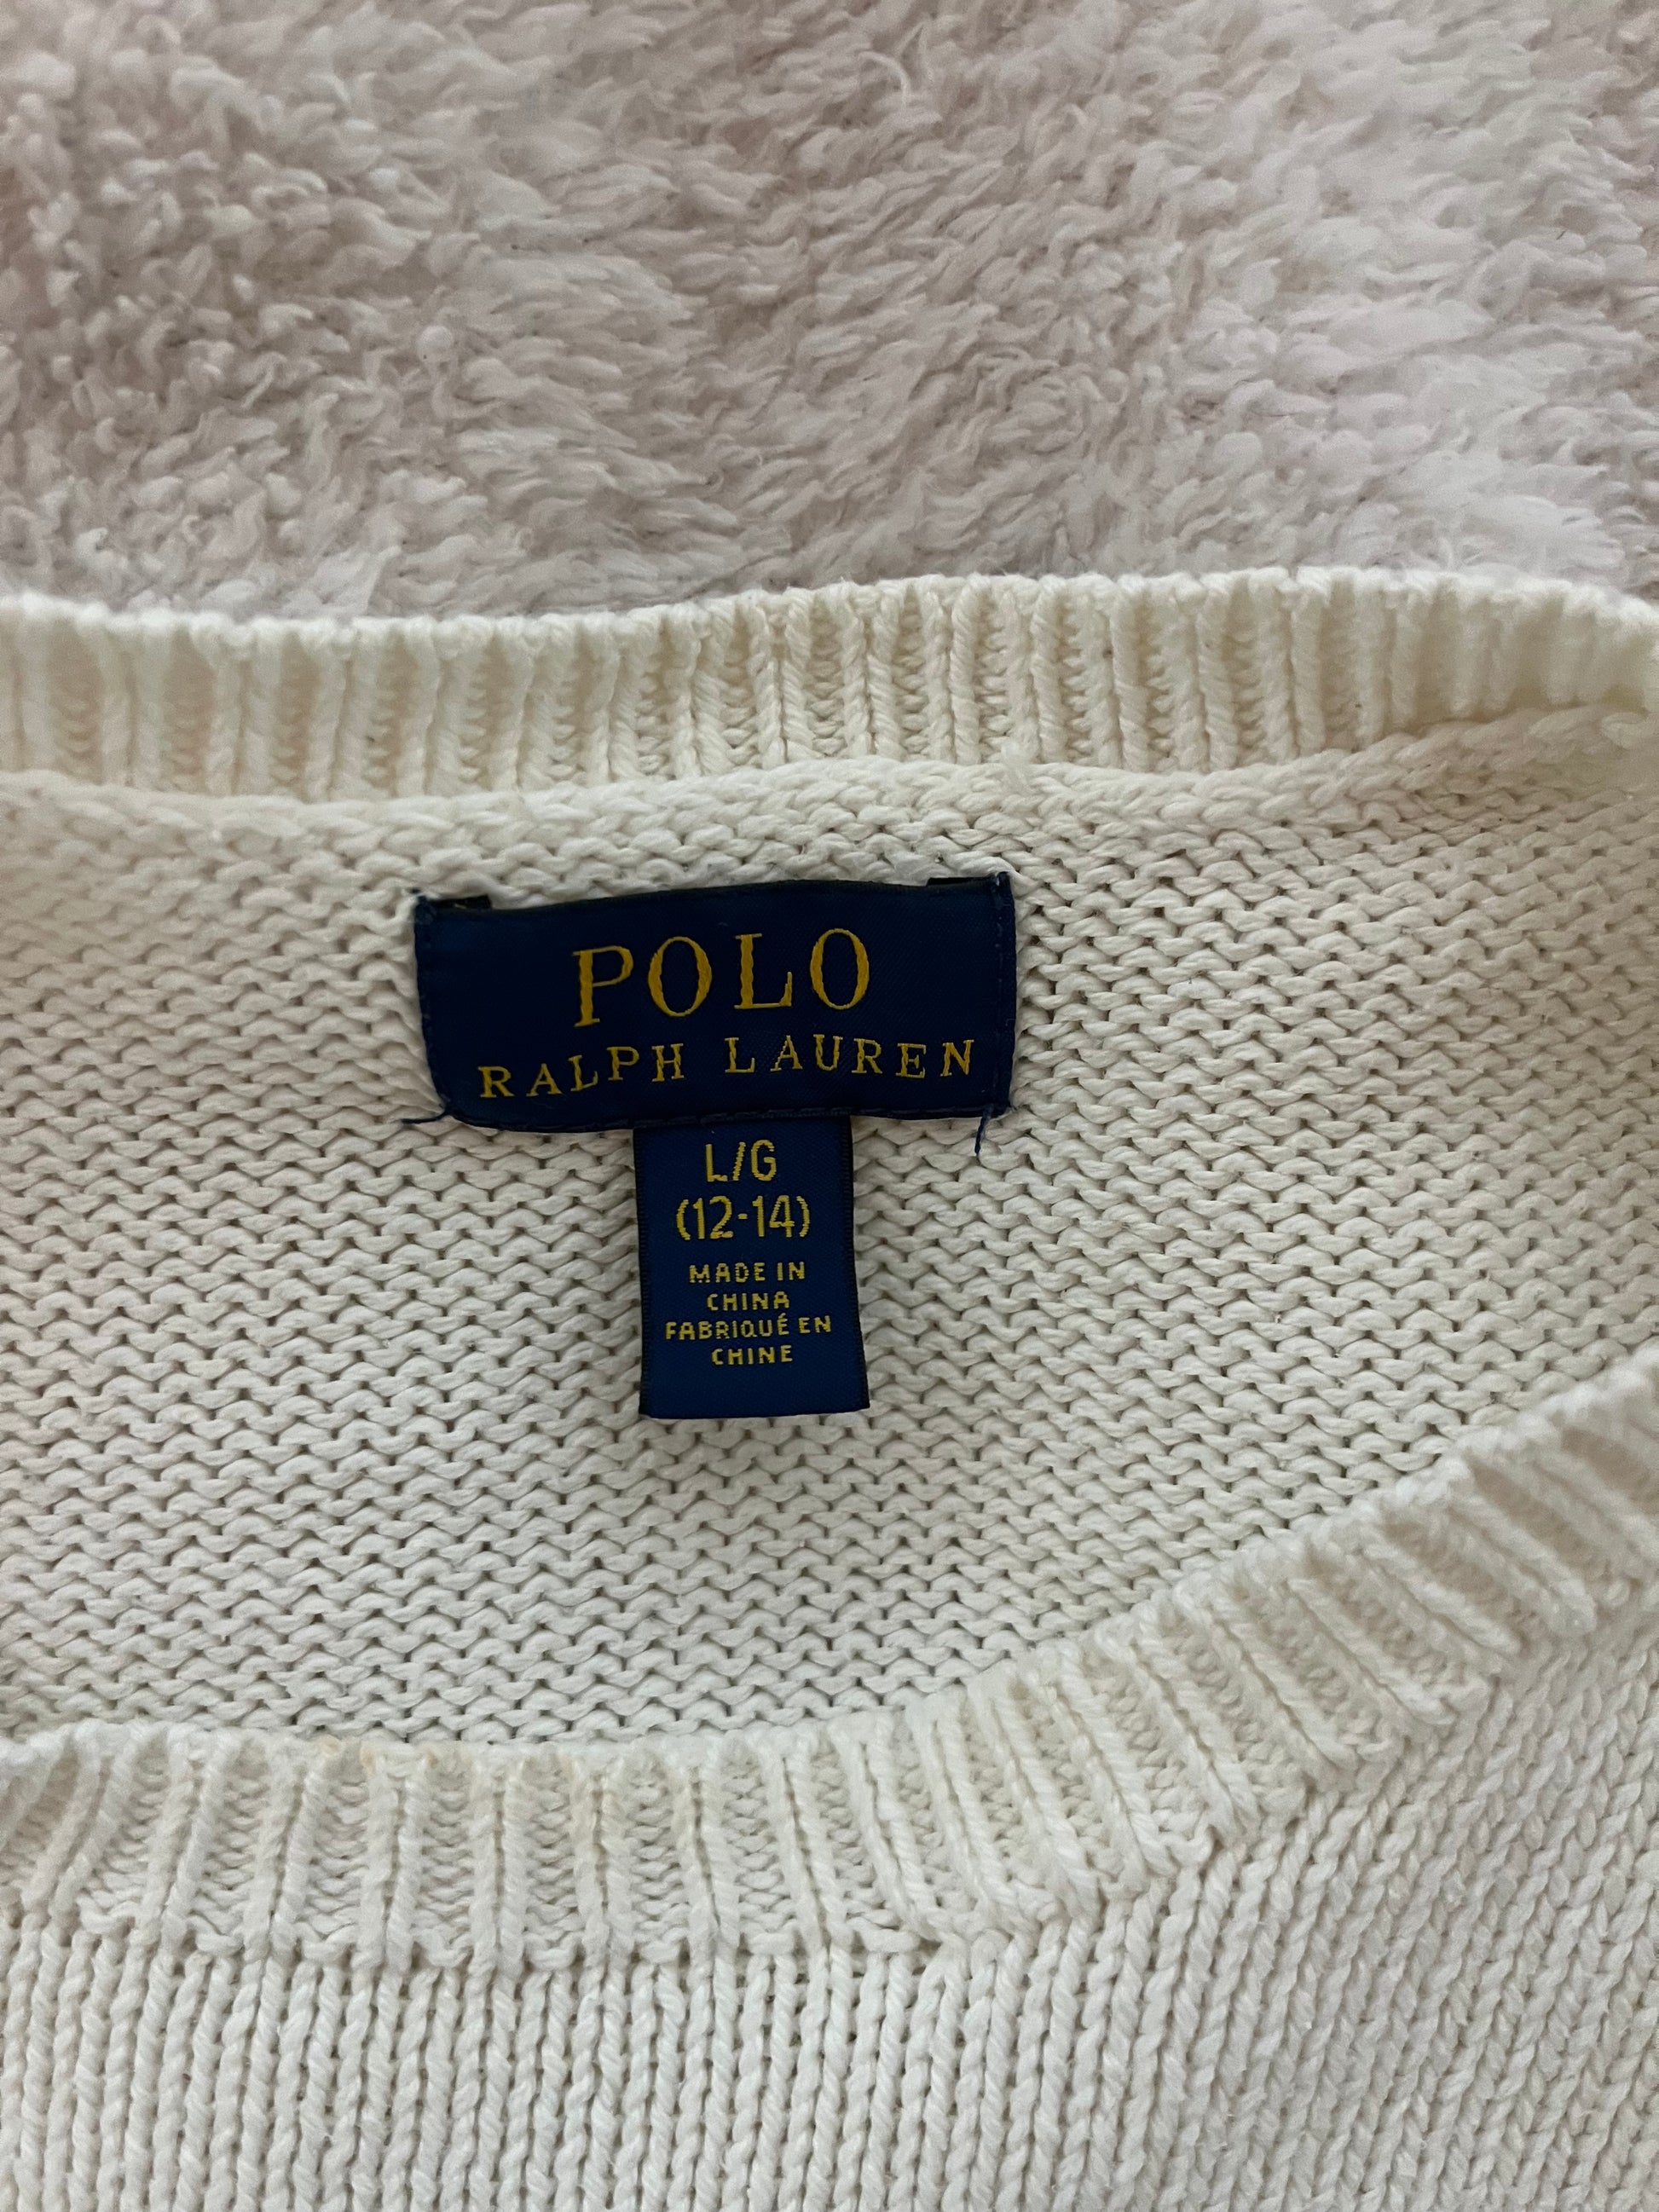 POLO
RALPH LAUREN
L/G
(12-14)
MADE IN
CHINA
FABRIQUÉ EN
CHINE